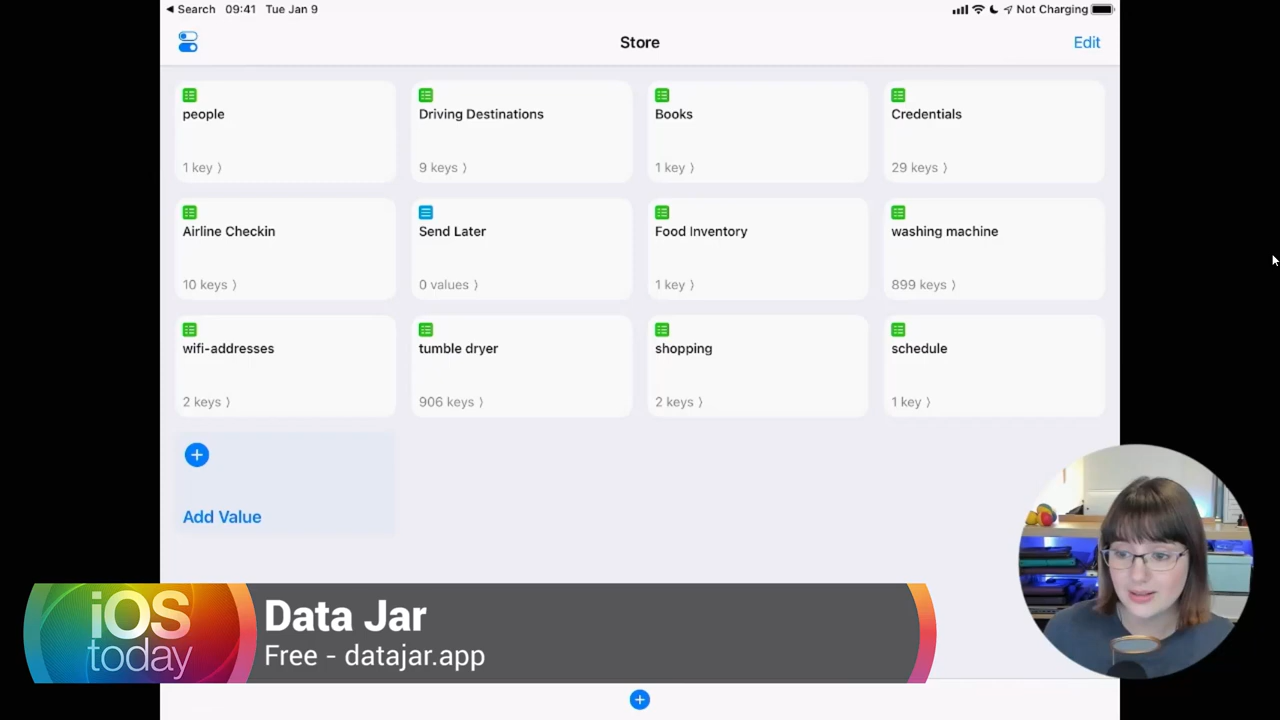 Search 09:41 Tue Jan 9
Not Charging
Store
Edit
people
1 key
Driving Destinations
9 keys
Books
1 key
Credentials
29 keys
Airline Checkin
10 keys
Send Later
0 values
Food Inventory
1 key
washing machine
899 keys
wifi-addresses
2 keys
tumble dryer
906 keys
shopping
2 keys
schedule
1 key
Add Value
iOS
today
Data Jar
Free - datajar.app